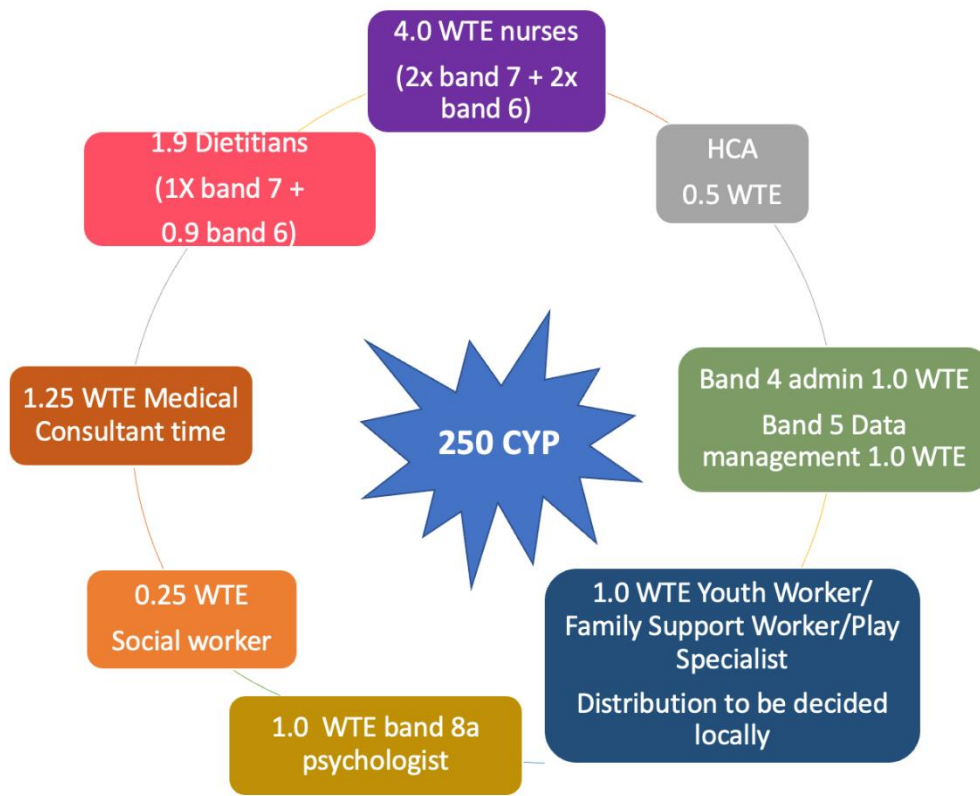 4.0 WTE nurses
(2x band 7 + 2x
band 6)
HCA
0.5 WTE
Band 4 admin 1.0 WTE
Band 5 Data
management 1.0 WTE
1.0 WTE Youth Worker/
Family Support Worker/Play
Specialist
Distribution to be decided
locally
1.0 WTE band 8a
psychologist
0.25 WTE
Social worker
1.25 WTE Medical
Consultant time
1.9 Dietitians
(1X band 7 +
0.9 band 6)
250 CYP